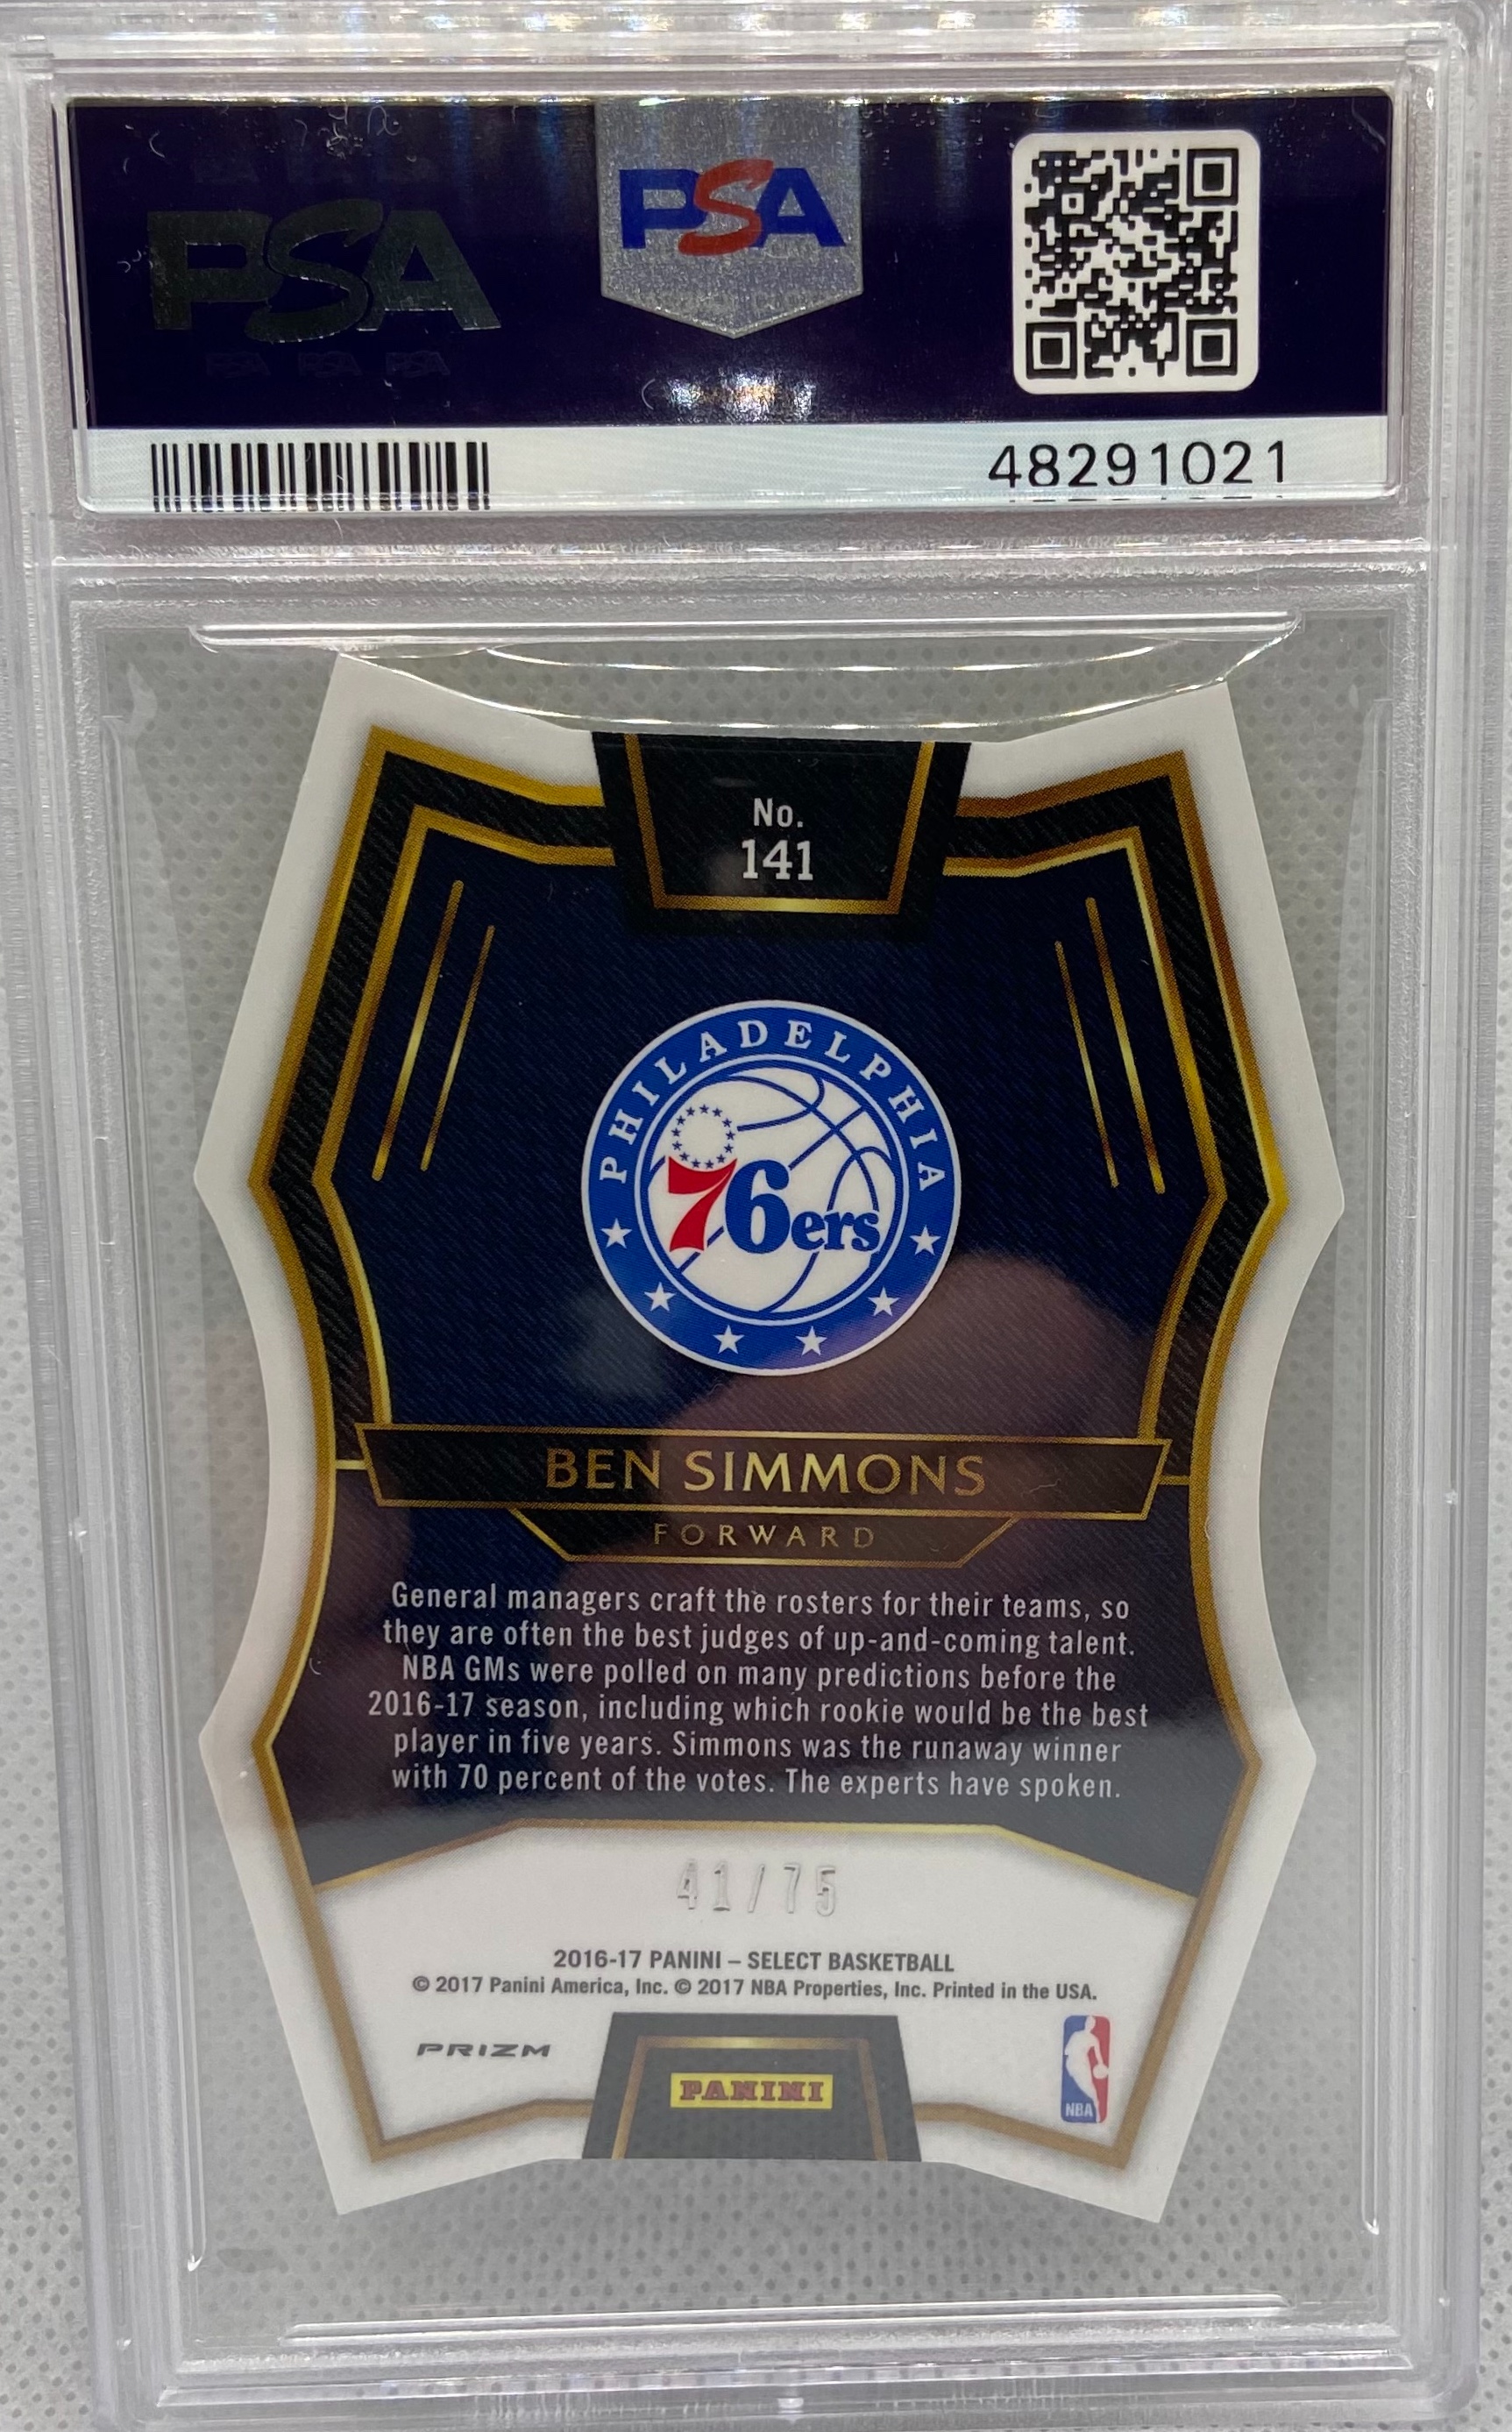 PSA
PSA
PSA PSA PSA
48291021
No.
141
PHILADELPHIA
76ers
BEN SIMMONS
FORWARD
General managers craft the rosters for their teams, so
they are often the best judges of up-and-coming talent.
NBA GMs were polled on many predictions before the
2016-17 season, including which rookie would be the best
player in five years. Simmons was the runaway winner
with 70 percent of the votes. The experts have spoken.
41/75
2016-17 PANINI – SELECT BASKETBALL
© 2017 Panini America, Inc. © 2017 NBA Properties, Inc. Printed in the USA.
PRIZM
PANINI
NBA